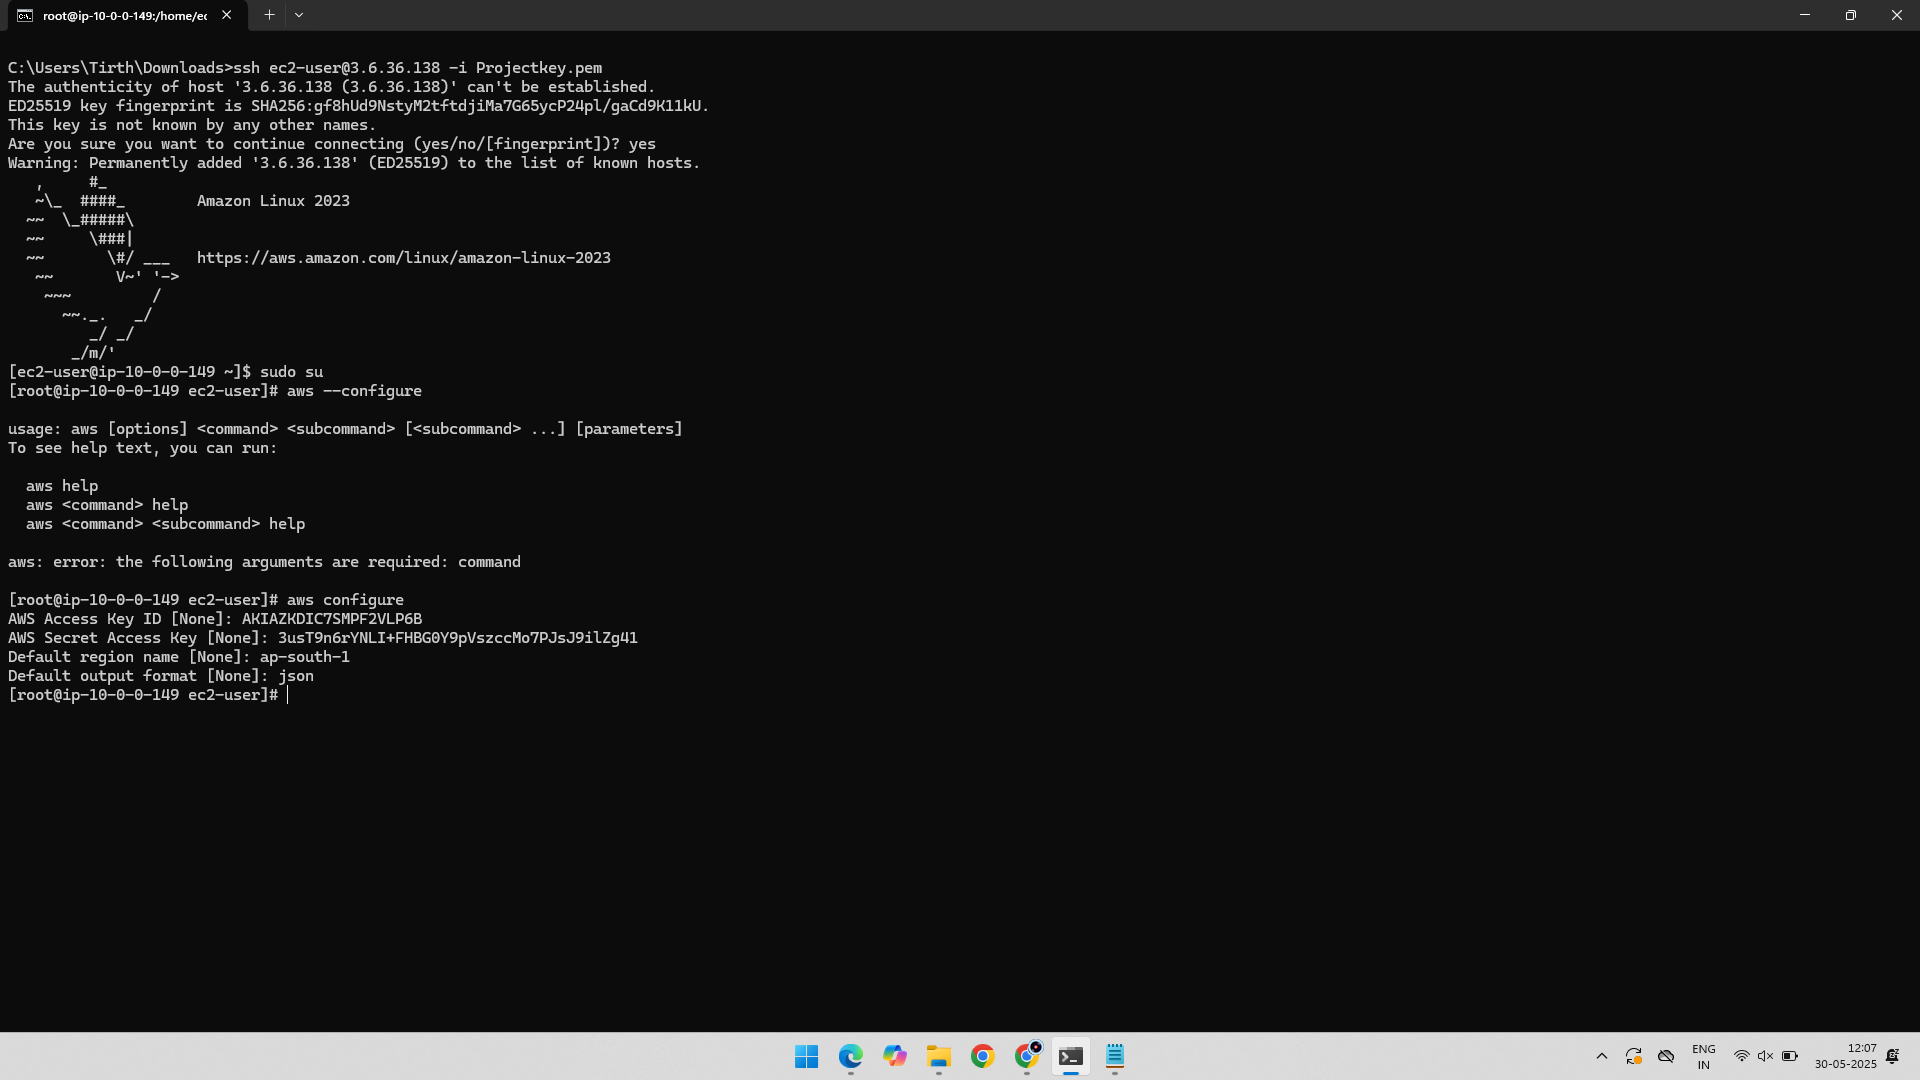 root@ip-10-0-0-149:/home/ec
C:\Users\Tirth\Downloads>ssh ec2-user@3.6.36.138 -i Projectkey.pem
The authenticity of host '3.6.36.138 (3.6.36.138)' can't be established.
ED25519 key fingerprint is SHA256:gf8hUd9NstyM2tftdjiMa7G65ycP24pl/gaCd9K11kU.
This key is not known by any other names.
Are you sure you want to continue connecting (yes/no/[fingerprint])? yes
Warning: Permanently added '3.6.36.138' (ED25519) to the list of known hosts.
   ,     #_
   ~\_  ####_        Amazon Linux 2023
  ~~  \_#####\
  ~~     \###|
  ~~       \#/ ___   https://aws.amazon.com/linux/amazon-linux-2023
   ~~       V~' '->
    ~~~         /
      ~~._.   _/
         _/ _/
       _/m/'
[ec2-user@ip-10-0-0-149 ~]$ sudo su
[root@ip-10-0-0-149 ec2-user]# aws --configure
usage: aws [options] <command> <subcommand> [<subcommand> ...] [parameters]
To see help text, you can run:
  aws help
  aws <command> help
  aws <command> <subcommand> help
aws: error: the following arguments are required: command
[root@ip-10-0-0-149 ec2-user]# aws configure
AWS Access Key ID [None]: AKIAZKDIC7SMPF2VLP6B
AWS Secret Access Key [None]: 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
Default region name [None]: ap-south-1
Default output format [None]: json
[root@ip-10-0-0-149 ec2-user]#
ENG
IN
12:07
30-05-2025